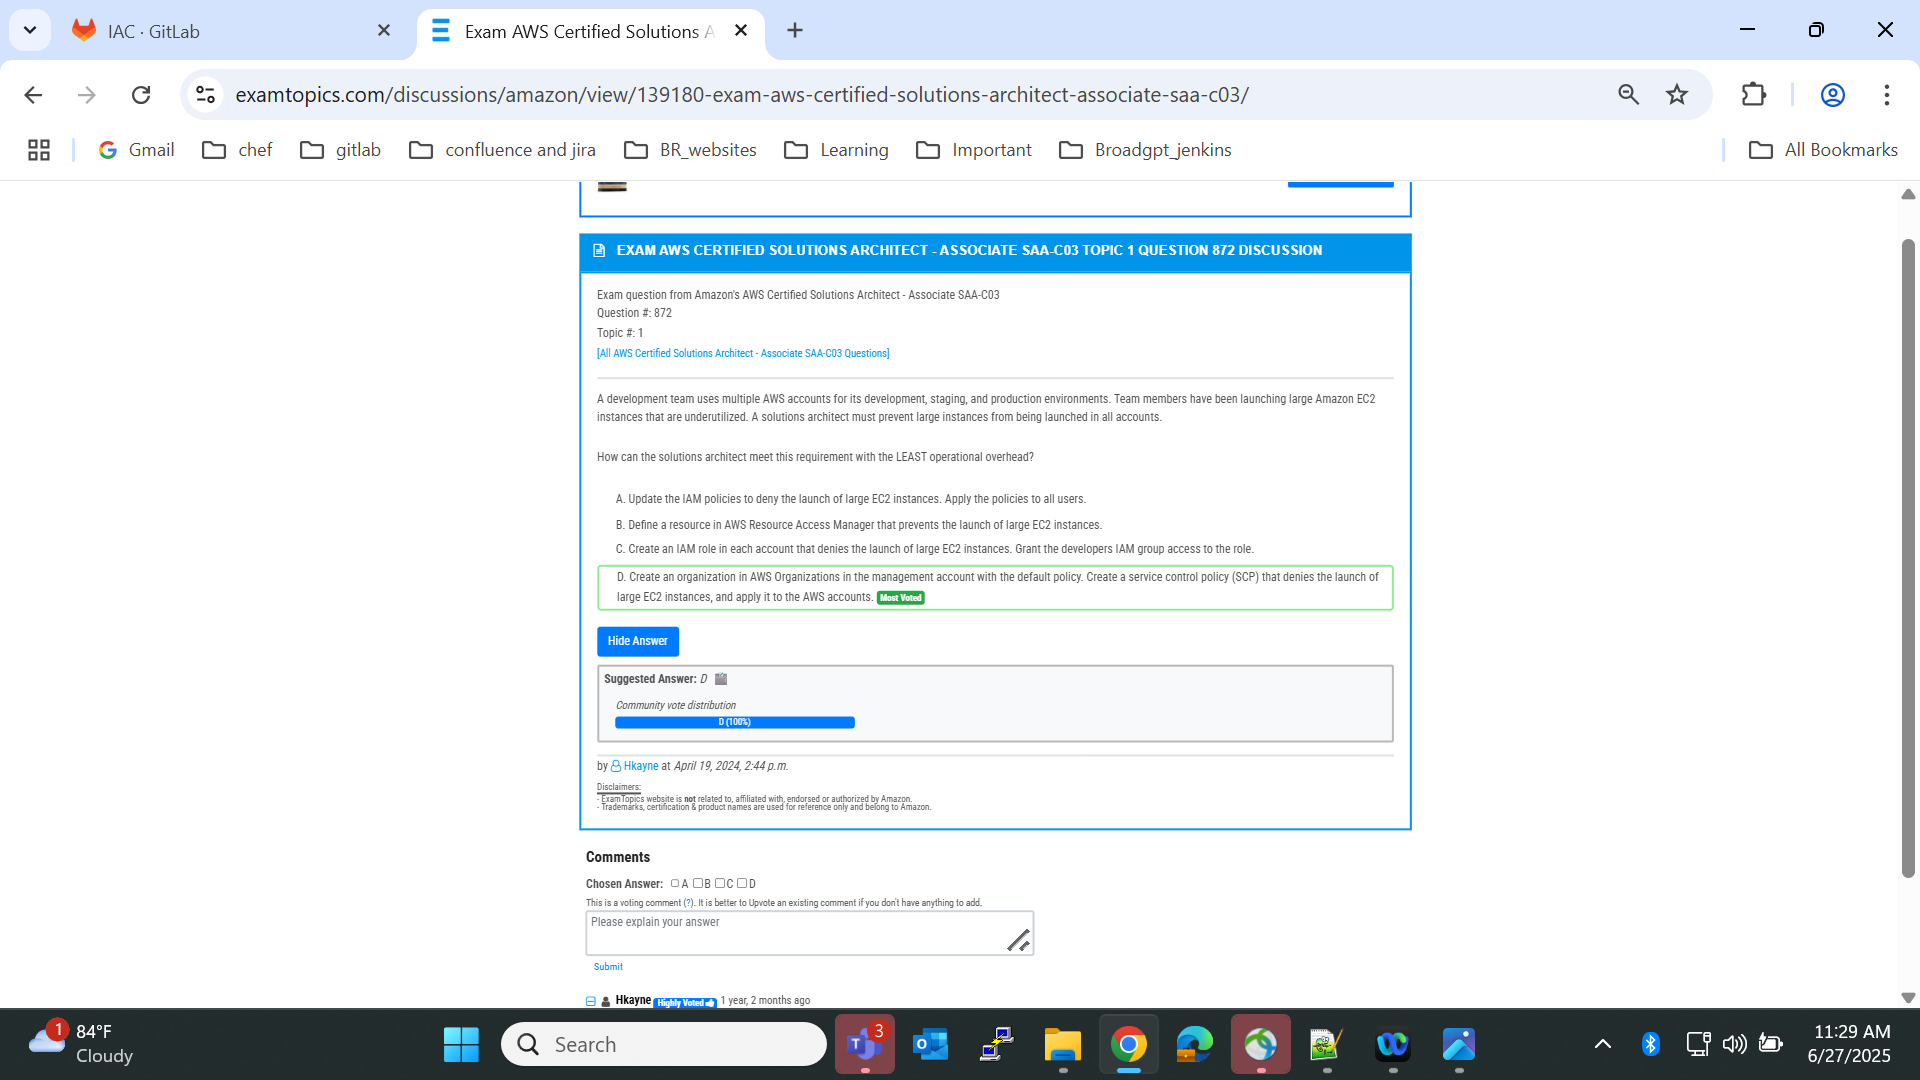 IAC · GitLab
Exam AWS Certified Solutions A
examtopics.com/discussions/amazon/view/139180-exam-aws-certified-solutions-architect-associate-saa-c03/
Gmail
chef
gitlab
confluence and jira
BR_websites
Learning
Important
Broadgpt_jenkins
All Bookmarks
EXAM AWS CERTIFIED SOLUTIONS ARCHITECT - ASSOCIATE SAA-C03 TOPIC 1 QUESTION 872 DISCUSSION
Exam question from Amazon's AWS Certified Solutions Architect - Associate SAA-C03
Question #: 872
Topic #: 1
[All AWS Certified Solutions Architect - Associate SAA-C03 Questions]
A development team uses multiple AWS accounts for its development, staging, and production environments. Team members have been launching large Amazon EC2
instances that are underutilized. A solutions architect must prevent large instances from being launched in all accounts.
How can the solutions architect meet this requirement with the LEAST operational overhead?
A. Update the IAM policies to deny the launch of large EC2 instances. Apply the policies to all users.
B. Define a resource in AWS Resource Access Manager that prevents the launch of large EC2 instances.
C. Create an IAM role in each account that denies the launch of large EC2 instances. Grant the developers IAM group access to the role.
D. Create an organization in AWS Organizations in the management account with the default policy. Create a service control policy (SCP) that denies the launch of
large EC2 instances, and apply it to the AWS accounts. Most Voted
Hide Answer
Suggested Answer: D
Community vote distribution
D (100%)
by Hkayne at April 19, 2024, 2:44 p.m.
Disclaimers:
- ExamTopics website is not related to, affiliated with, endorsed or authorized by Amazon.
- Trademarks, certification & product names are used for reference only and belong to Amazon.
Comments
Chosen Answer: A B C D
This is a voting comment (?). It is better to Upvote an existing comment if you don't have anything to add.
Please explain your answer
Submit
Hkayne Highly Voted 1 year, 2 months ago
1
84°F
Cloudy
Search
3
11:29 AM
6/27/2025